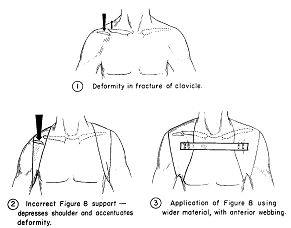 1 Deformity in fracture of clavicle.
2 Incorrect Figure 8 support —
depresses shoulder and accentuates
deformity.
3 Application of Figure 8 using
wider material, with anterior webbing.